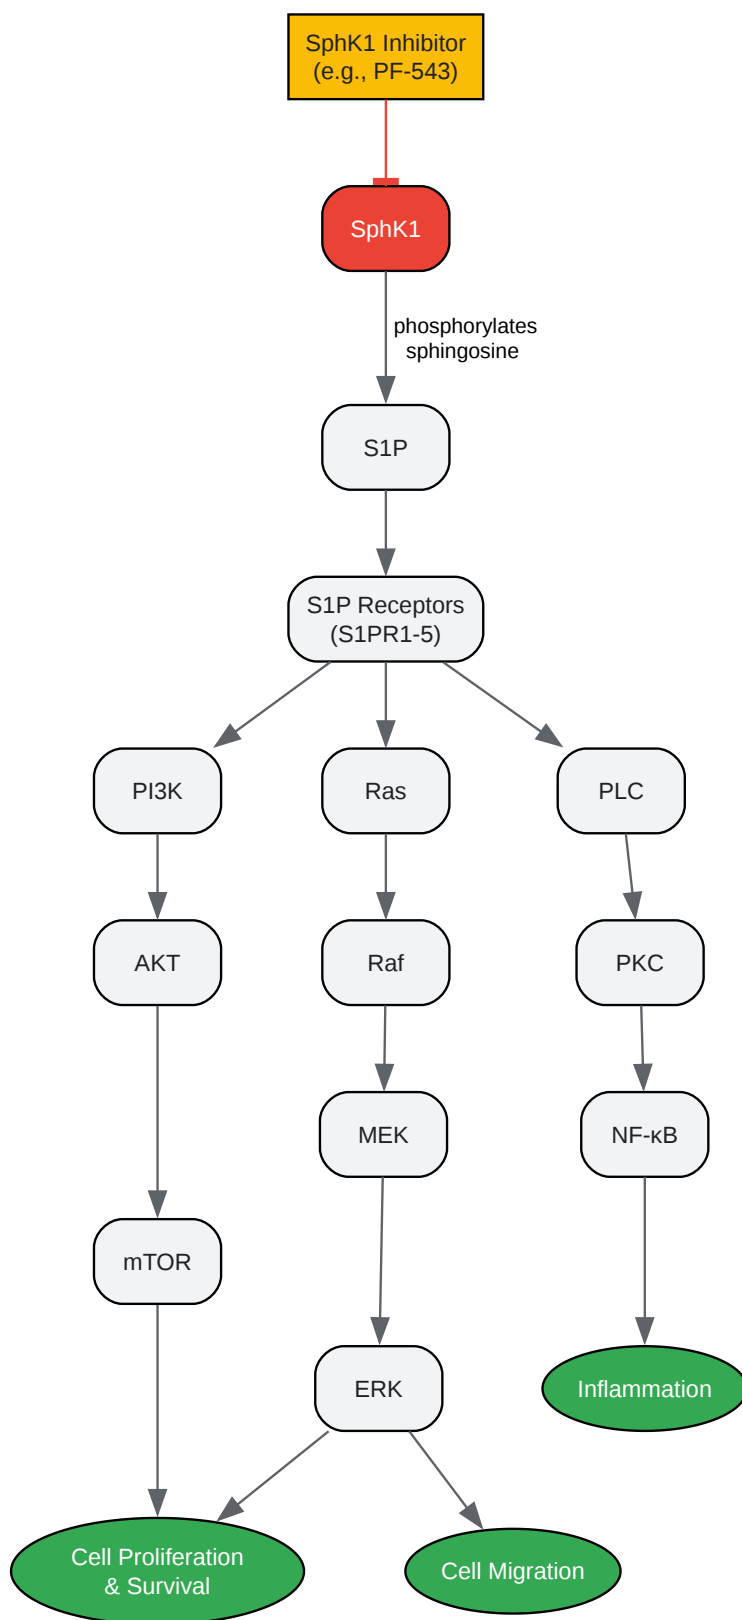 SphK1 Inhibitor
(e.g., PF-543)
SphK1
phosphorylates
sphingosine
S1P
S1P Receptors
(S1PR1-5)
PI3K
Ras
PLC
AKT
Raf
PKC
MEK
NF-κB
mTOR
ERK
Inflammation
Cell Proliferation
& Survival
Cell Migration